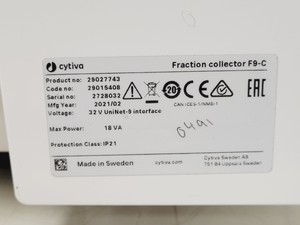 cytiva
Fraction collector F9-C
Product no: 29027743
Code no: 29015408
Serial no: 2728032
Mfg Year: 2021/02
Voltage: 32 V UniNet-9 interface
Max Power: 18 VA
Protection Class: IP21
20
EAC
CAN ICES-1/NMB-1
0491
Made in Sweden
cytiva.com
Cytiva Sweden AB
751 84 Uppsala Sweden